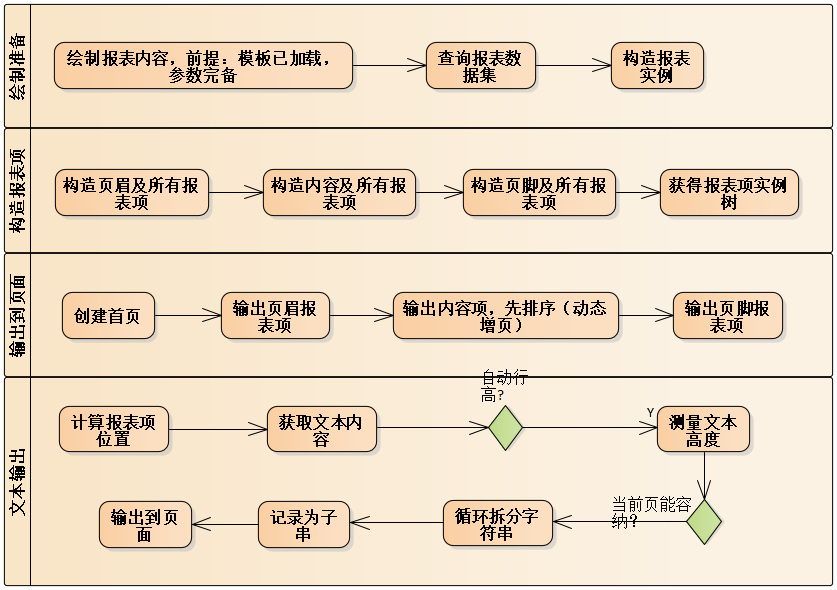 绘制准备
绘制报表内容，前提：模板已加载，
参数完备
查询报表数
据集
构造报表
实例
构造报表项
构造页眉及所有报
表项
构造内容及所有报
表项
构造页脚及所有报
表项
获得报表项实例
树
输出到页面
创建首页
输出页眉报
表项
输出内容项，先排序（动态
增页）
输出页脚报
表项
文本输出
计算报表项
位置
获取文本内
容
自动行
高?
Y
测量文本
高度
当前页能容
纳?
循环拆分字
符串
记录为子
串
输出到页
面